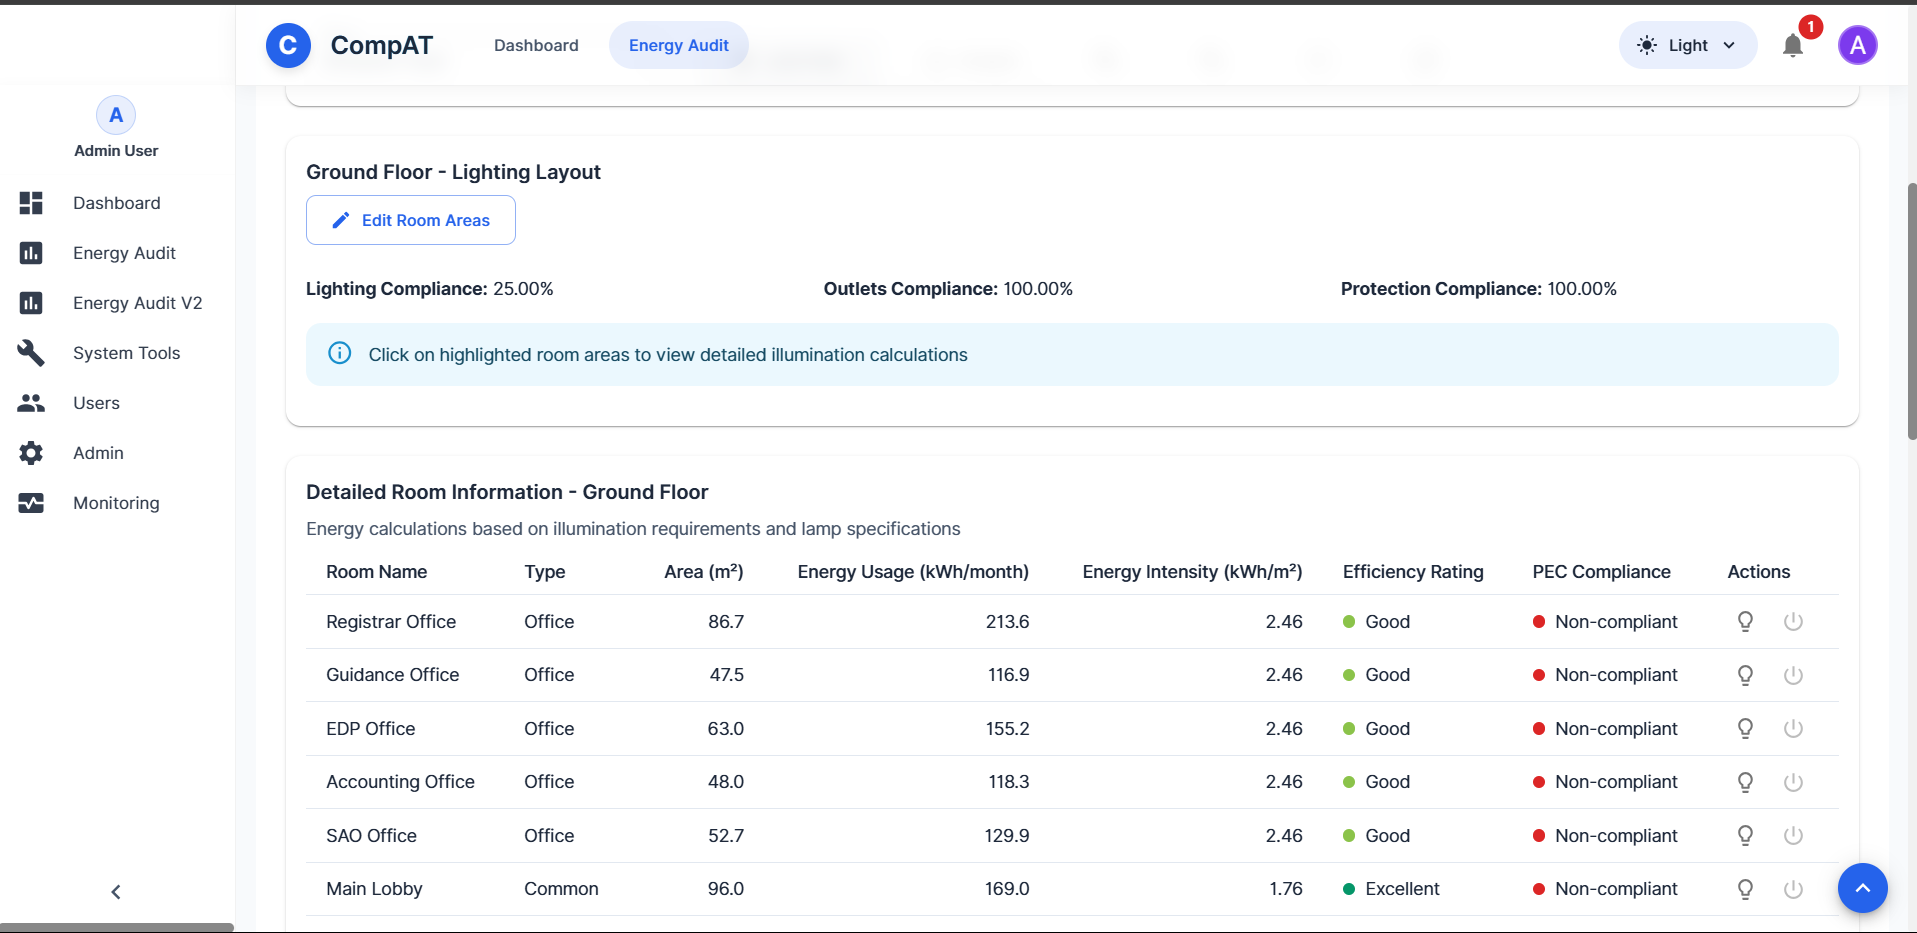 C CompAT Dashboard Energy Audit Light 1 A
A
Admin User
Dashboard
Energy Audit
Energy Audit V2
System Tools
Users
Admin
Monitoring
Ground Floor - Lighting Layout
Edit Room Areas
Lighting Compliance: 25.00% Outlets Compliance: 100.00% Protection Compliance: 100.00%
Click on highlighted room areas to view detailed illumination calculations
Detailed Room Information - Ground Floor
Energy calculations based on illumination requirements and lamp specifications
Room Name Type Area (m²) Energy Usage (kWh/month) Energy Intensity (kWh/m²) Efficiency Rating PEC Compliance Actions
Registrar Office Office 86.7 213.6 2.46 Good Non-compliant
Guidance Office Office 47.5 116.9 2.46 Good Non-compliant
EDP Office Office 63.0 155.2 2.46 Good Non-compliant
Accounting Office Office 48.0 118.3 2.46 Good Non-compliant
SAO Office Office 52.7 129.9 2.46 Good Non-compliant
Main Lobby Common 96.0 169.0 1.76 Excellent Non-compliant